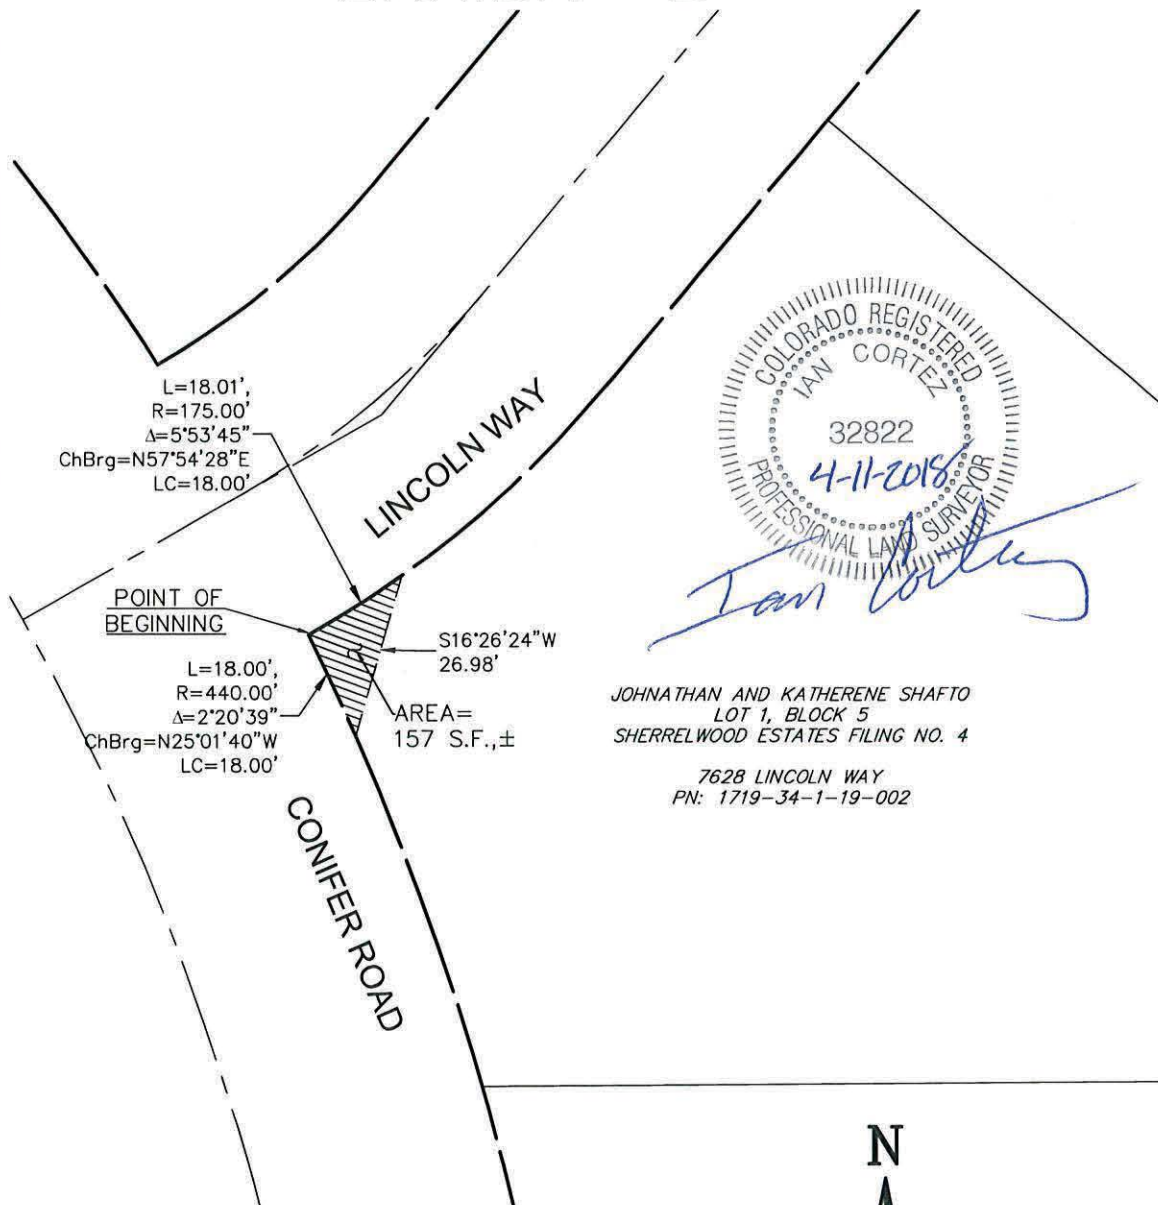 L=18.01',
R=175.00'
Δ=5°53'45"
ChBrg=N57°54'28"E
LC=18.00'
LINCOLN WAY
POINT OF
BEGINNING
L=18.00',
R=440.00'
Δ=2°20'39"
ChBrg=N25°01'40"W
LC=18.00'
S16°26'24"W
26.98'
AREA=
157 S.F.,±
CONIFER ROAD
COLORADO REGISTERED
IAN CORTEZ
32822
4-11-2018
PROFESSIONAL LAND SURVEYOR
Ian Cortez
JOHNATHAN AND KATHERENE SHAFTO
LOT 1, BLOCK 5
SHERRELWOOD ESTATES FILING NO. 4
7628 LINCOLN WAY
PN: 1719-34-1-19-002
N